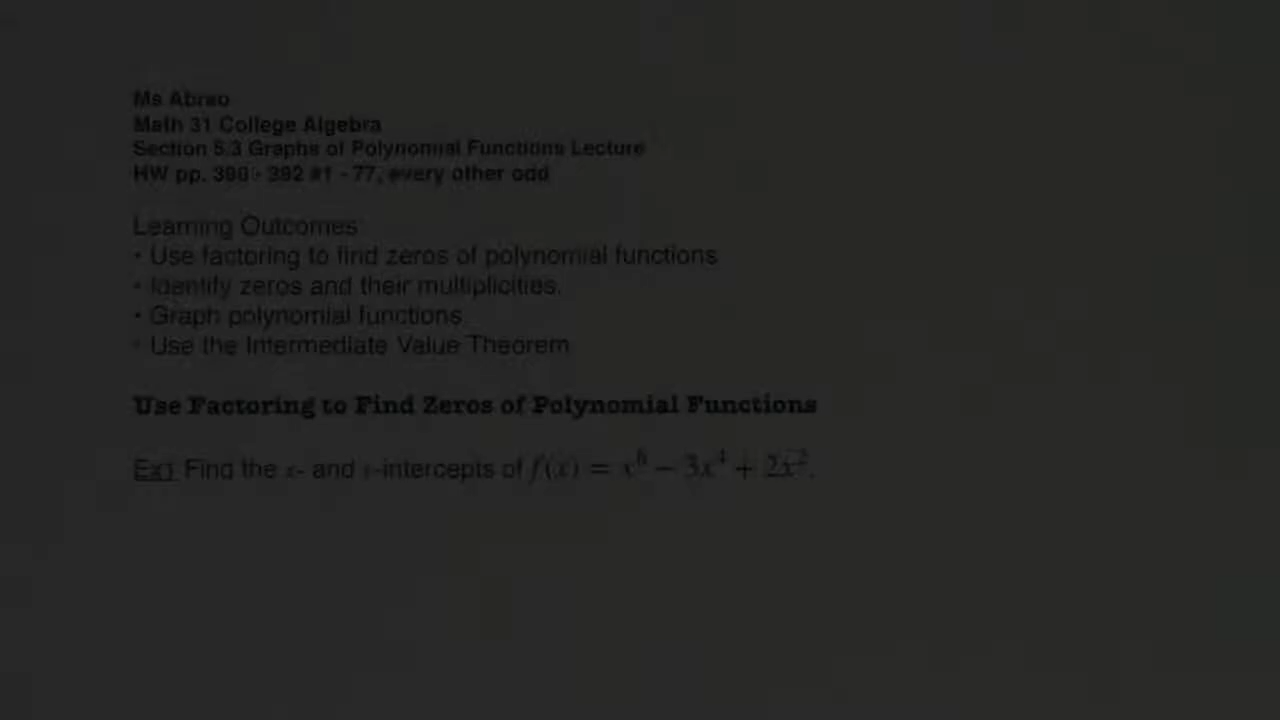 Ms Abrao
Math 31 College Algebra
Section 5.3 Graphs of Polynomial Functions Lecture
HW pp. 390 - 392 #1 - 77, every other odd
Learning Outcomes:
• Use factoring to find zeros of polynomial functions
• Identify zeros and their multiplicities.
• Graph polynomial functions
• Use the Intermediate Value Theorem
Use Factoring to Find Zeros of Polynomial Functions
Ex1 Find the x- and y-intercepts of f(x) = x⁶ − 3x⁴ + 2x².